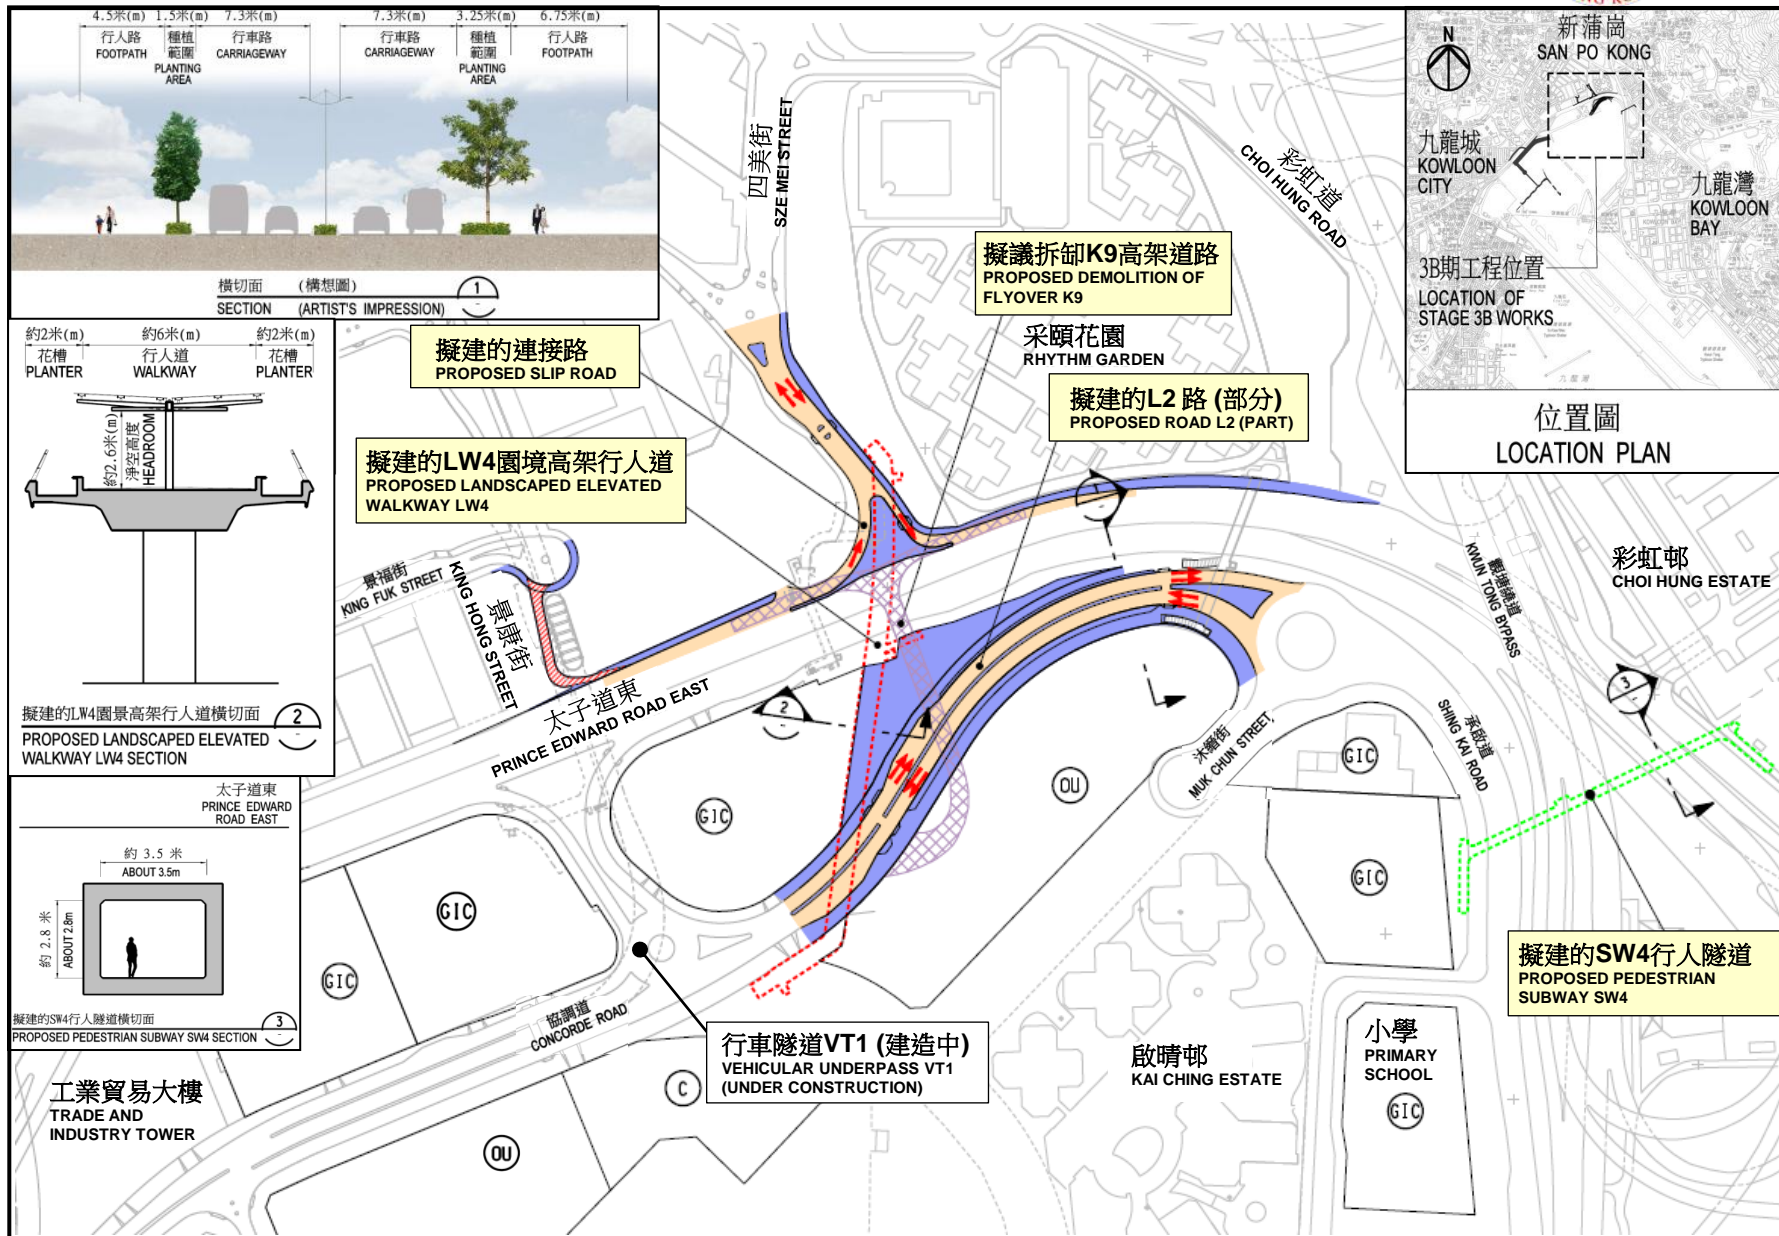 4.5米(m) 1.5米(m) 7.3米(m) 7.3米(m) 3.25米(m) 6.75米(m)
行人路 種植範圍 行車路 行車路 種植範圍 行人路
FOOTPATH PLANTING AREA CARRIAGEWAY CARRIAGEWAY PLANTING AREA FOOTPATH
橫切面 (構想圖)
SECTION (ARTIST'S IMPRESSION)
1
約2米(m) 約6米(m) 約2米(m)
花槽 行人道 花槽
PLANTER WALKWAY PLANTER
約2.6米(m)
淨空高度
HEADROOM
擬建的LW4園景高架行人道橫切面
PROPOSED LANDSCAPED ELEVATED
WALKWAY LW4 SECTION
2
太子道東
PRINCE EDWARD
ROAD EAST
約 3.5 米
ABOUT 3.5m
約 2.8 米
ABOUT 2.8m
擬建的SW4行人隧道橫切面
PROPOSED PEDESTRIAN SUBWAY SW4 SECTION
3
工業貿易大樓
TRADE AND
INDUSTRY TOWER
四美街
SZE MEI STREET
彩虹道
CHOI HUNG ROAD
擬議拆卸K9高架道路
PROPOSED DEMOLITION OF
FLYOVER K9
采頤花園
RHYTHM GARDEN
擬建的連接路
PROPOSED SLIP ROAD
擬建的L2 路 (部分)
PROPOSED ROAD L2 (PART)
擬建的LW4園境高架行人道
PROPOSED LANDSCAPED ELEVATED
WALKWAY LW4
1
景福街
KING FUK STREET
景康街
KING HONG STREET
太子道東
PRINCE EDWARD ROAD EAST
2
觀塘繞道
KWUN TONG BYPASS
彩虹邨
CHOI HUNG ESTATE
3
承啟道
SHING KAI ROAD
沐縉街
MUK CHUN STREET
GIC
OU
GIC
GIC
GIC
GIC
協調道
CONCORDE ROAD
行車隧道VT1 (建造中)
VEHICULAR UNDERPASS VT1
(UNDER CONSTRUCTION)
C
OU
啟晴邨
KAI CHING ESTATE
小學
PRIMARY
SCHOOL
GIC
擬建的SW4行人隧道
PROPOSED PEDESTRIAN
SUBWAY SW4
N
新蒲崗
SAN PO KONG
九龍城
KOWLOON
CITY
九龍灣
KOWLOON
BAY
3B期工程位置
LOCATION OF
STAGE 3B WORKS
位置圖
LOCATION PLAN